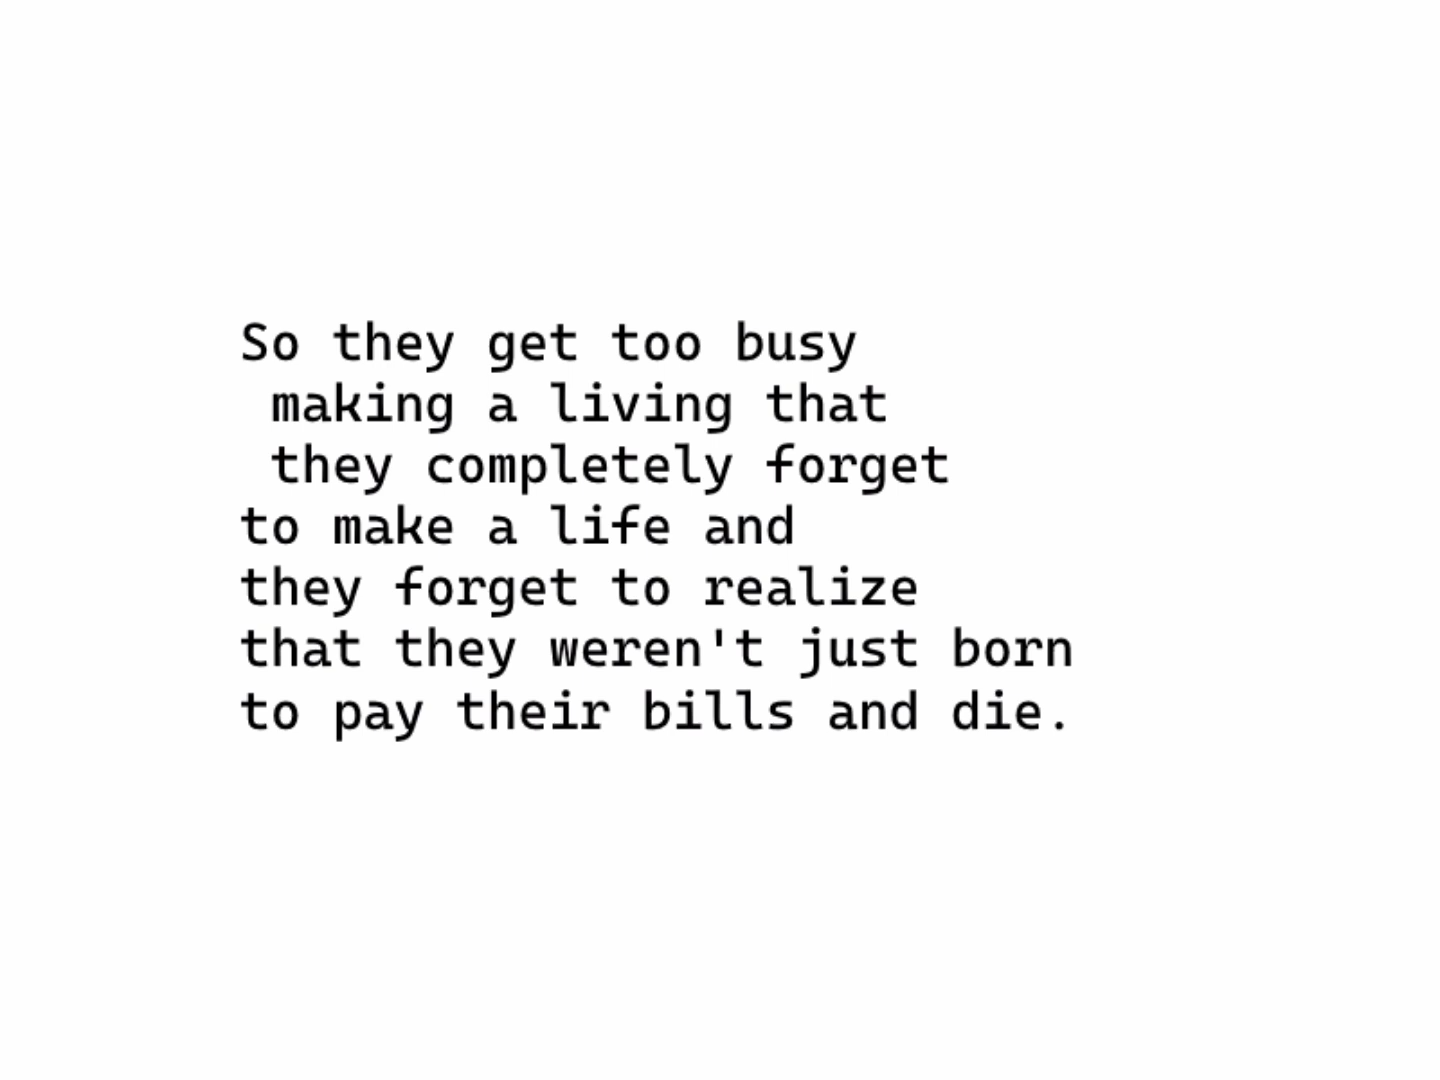 So they get too busy
making a living that
they completely forget
to make a life and
they forget to realize
that they weren't just born
to pay their bills and die.